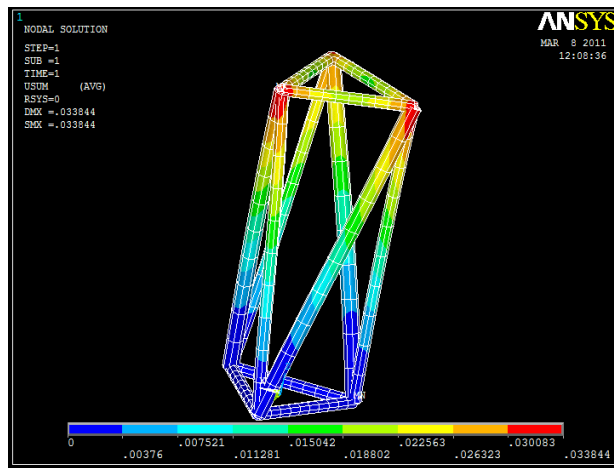 1
NODAL SOLUTION
STEP=1
SUB =1
TIME=1
USUM (AVG)
RSYS=0
DMX =.033844
SMX =.033844
ANSYS
MAR 8 2011
12:08:36
0 .007521 .015042 .022563 .030083
.00376 .011281 .018802 .026323 .033844